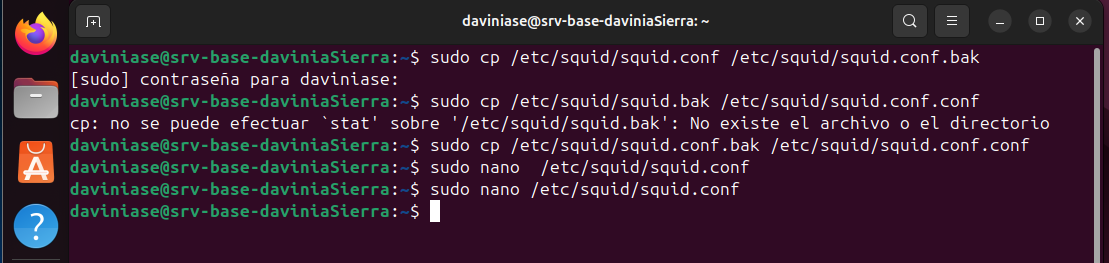 daviniase@srv-base-daviniaSierra: ~
daviniase@srv-base-daviniaSierra:~$ sudo cp /etc/squid/squid.conf /etc/squid/squid.conf.bak
[sudo] contraseña para daviniase:
daviniase@srv-base-daviniaSierra:~$ sudo cp /etc/squid/squid.bak /etc/squid/squid.conf.conf
cp: no se puede efectuar `stat' sobre '/etc/squid/squid.bak': No existe el archivo o el directorio
daviniase@srv-base-daviniaSierra:~$ sudo cp /etc/squid/squid.conf.bak /etc/squid/squid.conf.conf
daviniase@srv-base-daviniaSierra:~$ sudo nano  /etc/squid/squid.conf
daviniase@srv-base-daviniaSierra:~$ sudo nano /etc/squid/squid.conf
daviniase@srv-base-daviniaSierra:~$